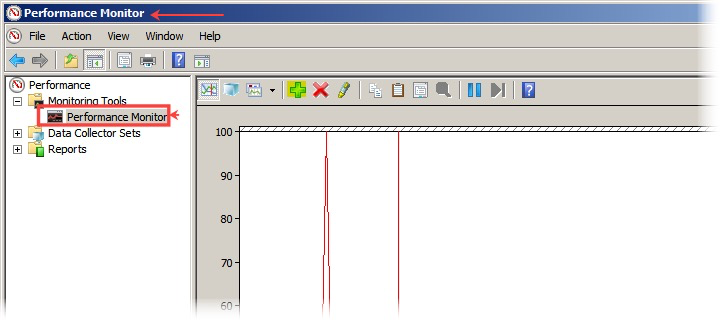 Performance Monitor
File Action View Window Help
Performance
Monitoring Tools
Performance Monitor
Data Collector Sets
Reports
100
90
80
70
60